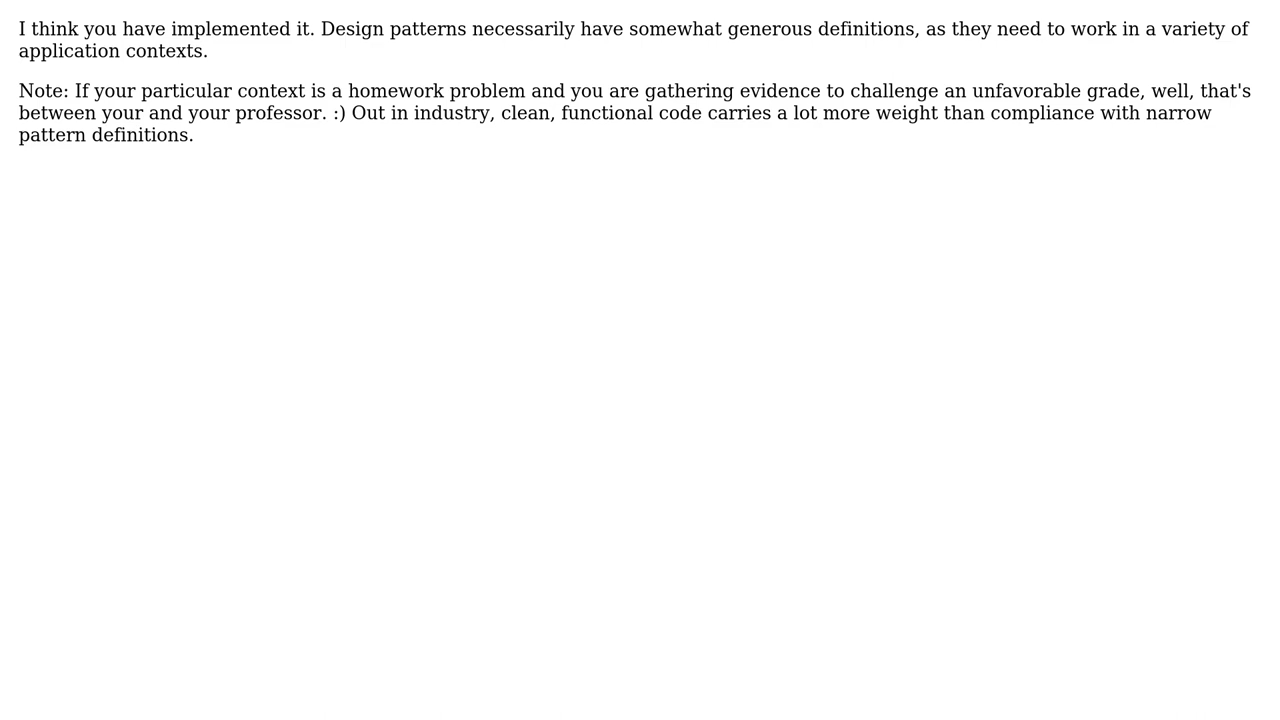 I think you have implemented it. Design patterns necessarily have somewhat generous definitions, as they need to work in a variety of
application contexts.
Note: If your particular context is a homework problem and you are gathering evidence to challenge an unfavorable grade, well, that's
between your and your professor. :) Out in industry, clean, functional code carries a lot more weight than compliance with narrow
pattern definitions.